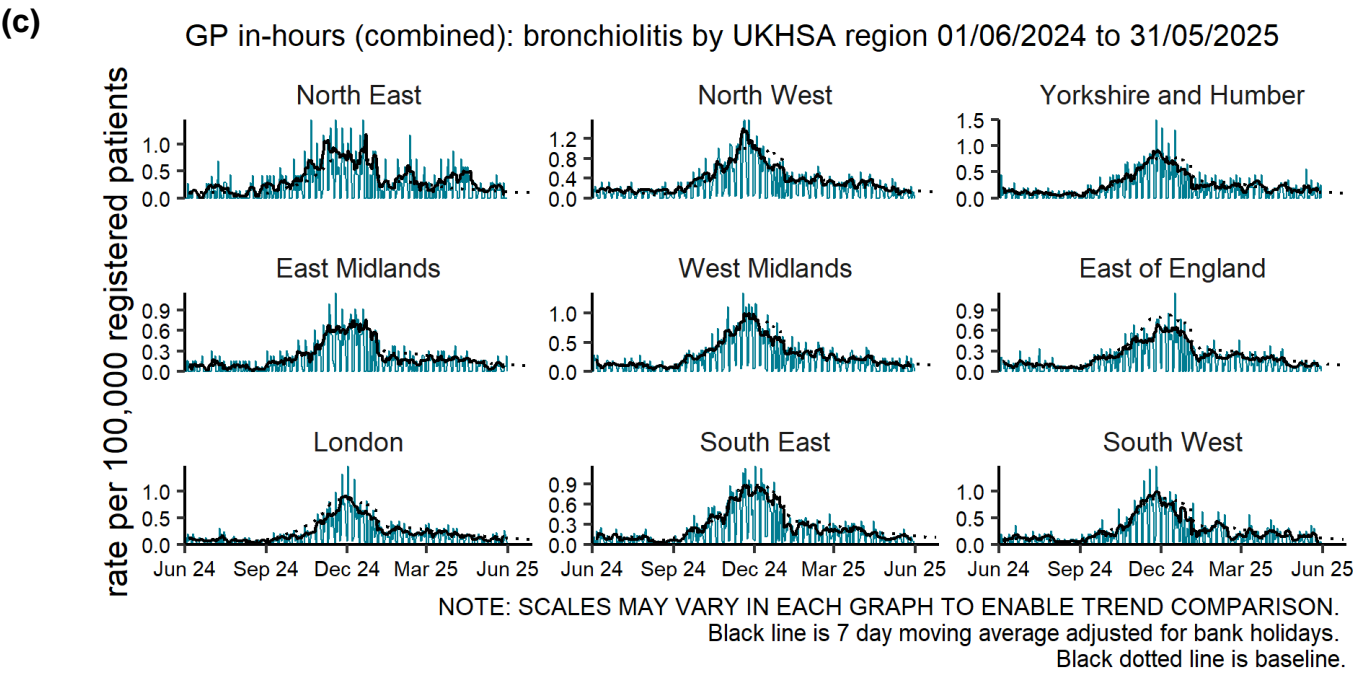 (c)
GP in-hours (combined): bronchiolitis by UKHSA region 01/06/2024 to 31/05/2025
rate per 100,000 registered patients
North East
1.0
0.5
0.0
North West
1.2
0.8
0.4
0.0
Yorkshire and Humber
1.5
1.0
0.5
0.0
East Midlands
0.9
0.6
0.3
0.0
West Midlands
1.0
0.5
0.0
East of England
0.9
0.6
0.3
0.0
London
1.0
0.5
0.0
Jun 24 Sep 24 Dec 24 Mar 25 Jun 25
South East
0.9
0.6
0.3
0.0
Jun 24 Sep 24 Dec 24 Mar 25 Jun 25
South West
1.0
0.5
0.0
Jun 24 Sep 24 Dec 24 Mar 25 Jun 25
NOTE: SCALES MAY VARY IN EACH GRAPH TO ENABLE TREND COMPARISON.
Black line is 7 day moving average adjusted for bank holidays.
Black dotted line is baseline.